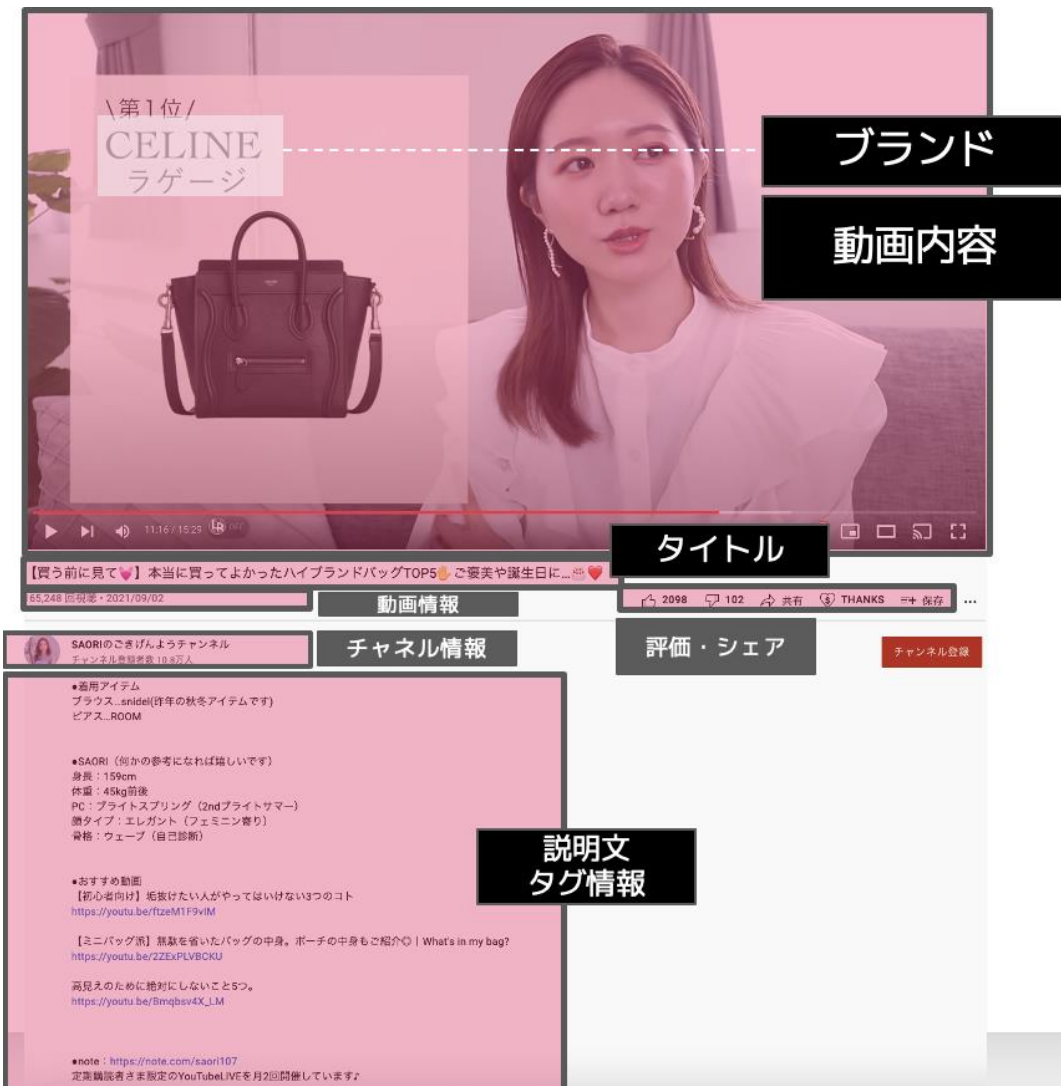 \第1位/
CELINE
ラゲージ
ブランド
動画内容
11:16 / 15:29
タイトル
【買う前に見て💓】本当に買ってよかったハイブランドバッグTOP5✋ご褒美や誕生日に...🎂❤️
65,248 回視聴・2021/09/02
動画情報
2098 102 共有 THANKS 保存 …
SAORIのごきげんようチャンネル
チャンネル登録者数 10.8万人
チャネル情報
評価・シェア
チャンネル登録
●着用アイテム
ブラウス...snidel(昨年の秋冬アイテムです)
ピアス...ROOM
●SAORI（何かの参考になれば嬉しいです）
身長：159cm
体重：45kg前後
PC：ブライトスプリング（2ndブライトサマー）
顔タイプ：エレガント（フェミニン寄り）
骨格：ウェーブ（自己診断）
説明文
タグ情報
●おすすめ動画
【初心者向け】垢抜けたい人がやってはいけない3つのコト
https://youtu.be/ftzeM1F9vIM
【ミニバッグ派】無駄を省いたバッグの中身。ポーチの中身もご紹介◎｜What's in my bag?
https://youtu.be/2ZExPLVBCKU
高見えのために絶対にしないこと5つ。
https://youtu.be/Bmqbsv4X_LM
●note：https://note.com/saori107
定期購読者さま限定のYouTubeLIVEを月2回開催しています♪